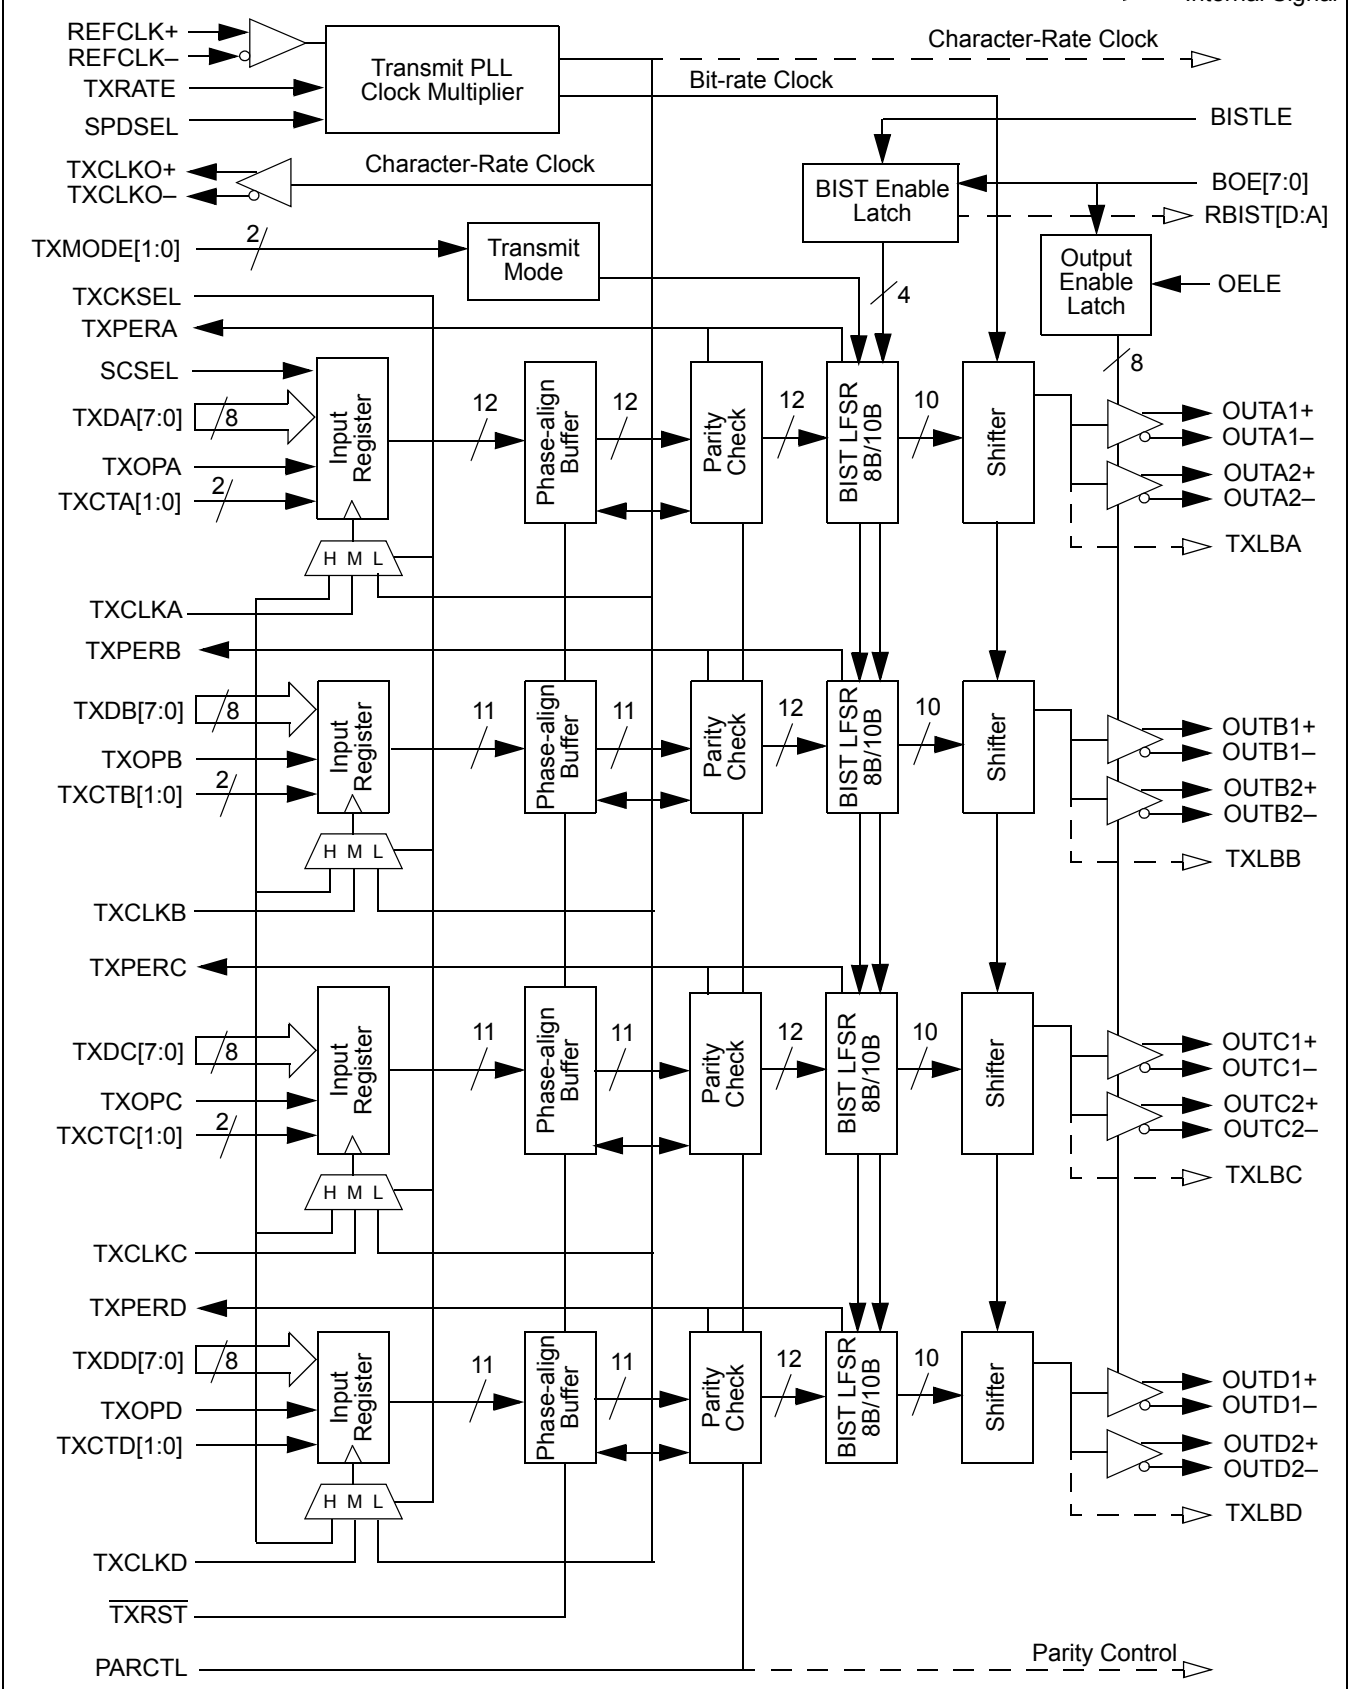 Internal Signal
REFCLK+
REFCLK–
TXRATE
SPDSEL
Transmit PLL
Clock Multiplier
Character-Rate Clock
Bit-rate Clock
BISTLE
TXCLKO+
TXCLKO–
Character-Rate Clock
BIST Enable
Latch
BOE[7:0]
RBIST[D:A]
TXMODE[1:0]
2
Transmit
Mode
Output
Enable
Latch
OELE
TXCKSEL
4
TXPERA
8
SCSEL
TXDA[7:0]
8
TXOPA
TXCTA[1:0]
2
Input
Register
12
Phase-align
Buffer
12
Parity
Check
12
BIST LFSR
8B/10B
10
Shifter
OUTA1+
OUTA1–
OUTA2+
OUTA2–
TXLBA
H M L
TXCLKA
TXPERB
TXDB[7:0]
8
TXOPB
TXCTB[1:0]
2
Input
Register
11
Phase-align
Buffer
11
Parity
Check
12
BIST LFSR
8B/10B
10
Shifter
OUTB1+
OUTB1–
OUTB2+
OUTB2–
TXLBB
H M L
TXCLKB
TXPERC
TXDC[7:0]
8
TXOPC
TXCTC[1:0]
2
Input
Register
11
Phase-align
Buffer
11
Parity
Check
12
BIST LFSR
8B/10B
10
Shifter
OUTC1+
OUTC1–
OUTC2+
OUTC2–
TXLBC
H M L
TXCLKC
TXPERD
TXDD[7:0]
8
TXOPD
TXCTD[1:0]
Input
Register
11
Phase-align
Buffer
11
Parity
Check
12
BIST LFSR
8B/10B
10
Shifter
OUTD1+
OUTD1–
OUTD2+
OUTD2–
TXLBD
H M L
TXCLKD
TXRST
PARCTL
Parity Control